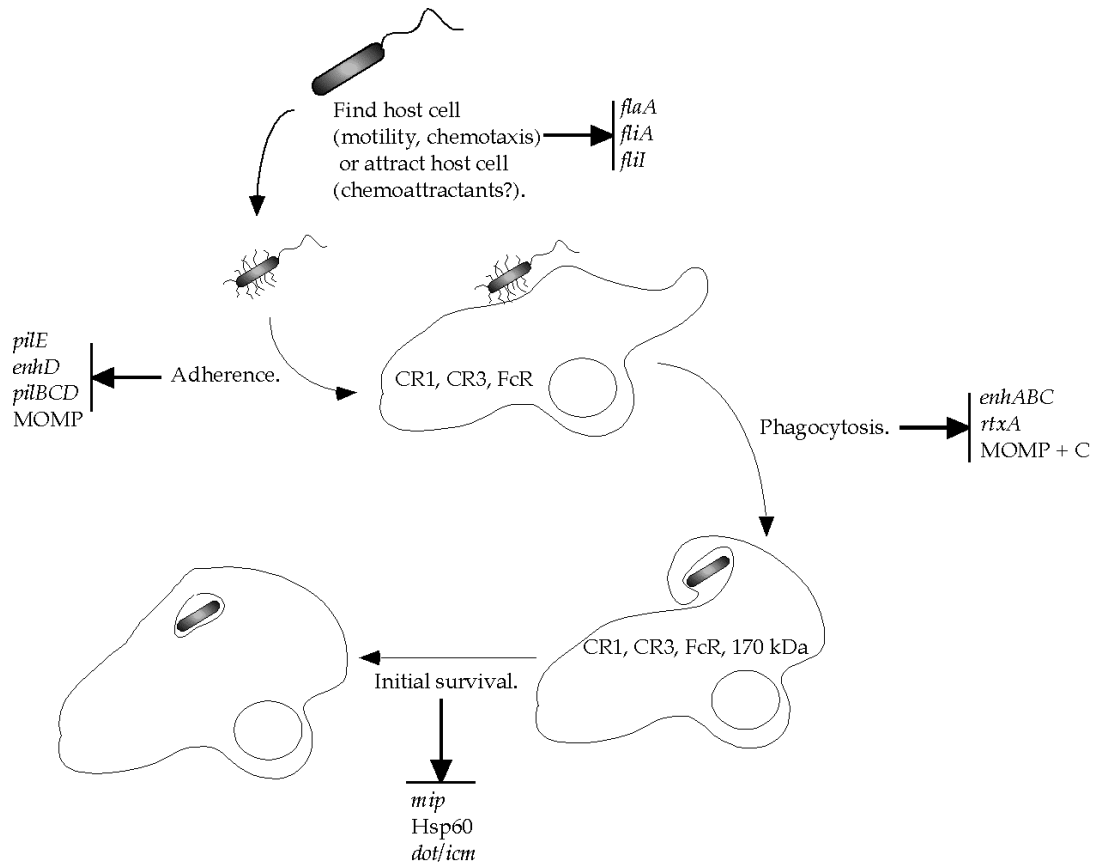 Find host cell
(motility, chemotaxis)
or attract host cell
(chemoattractants?).
flaA
fliA
fliI
pilE
enhD
pilBCD
MOMP
Adherence.
CR1, CR3, FcR
Phagocytosis.
enhABC
rtxA
MOMP + C
CR1, CR3, FcR, 170 kDa
Initial survival.
mip
Hsp60
dot/icm